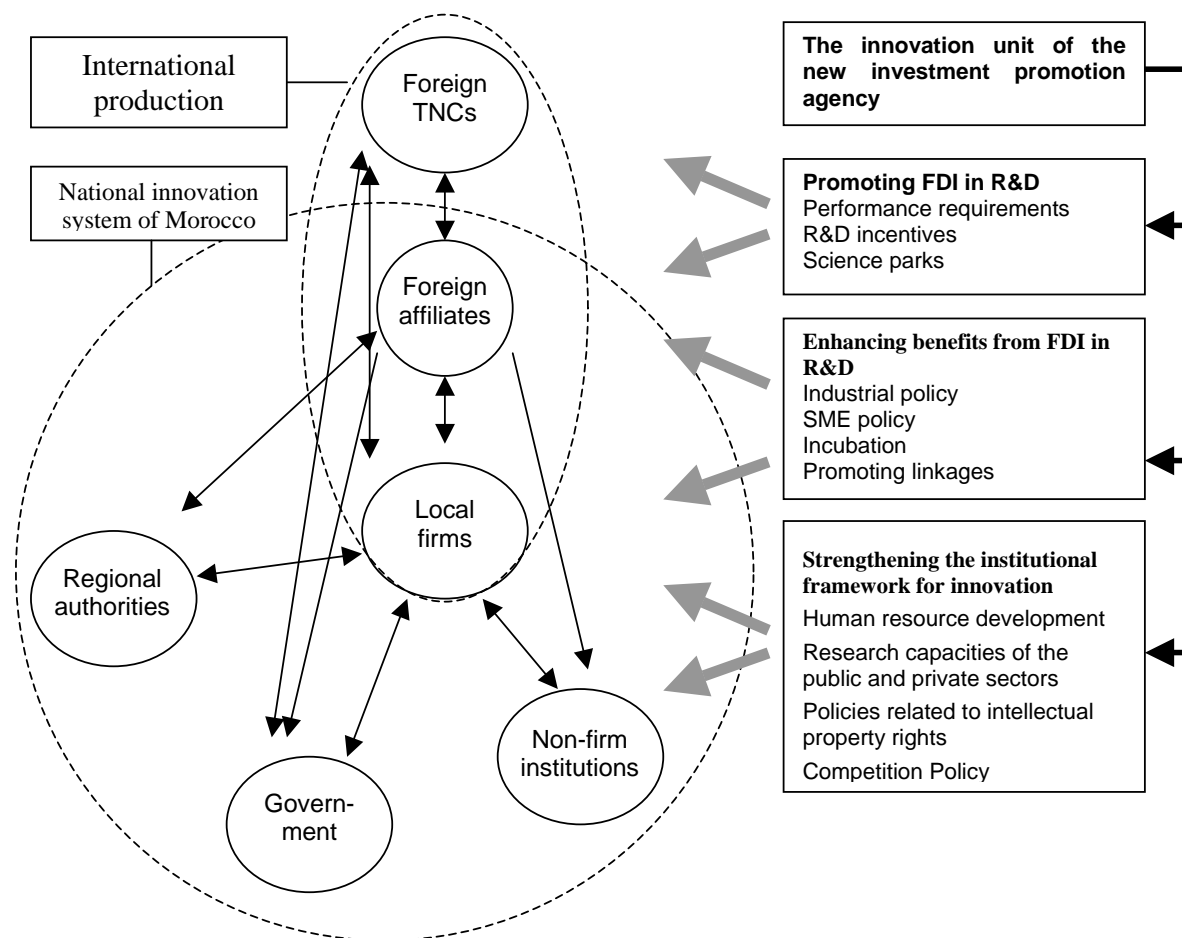 International
production
National innovation
system of Morocco
Foreign
TNCs
Foreign
affiliates
Local
firms
Regional
authorities
Govern-
ment
Non-firm
institutions
The innovation unit of the
new investment promotion
agency
Promoting FDI in R&D
Performance requirements
R&D incentives
Science parks
Enhancing benefits from FDI in
R&D
Industrial policy
SME policy
Incubation
Promoting linkages
Strengthening the institutional
framework for innovation
Human resource development
Research capacities of the
public and private sectors
Policies related to intellectual
property rights
Competition Policy